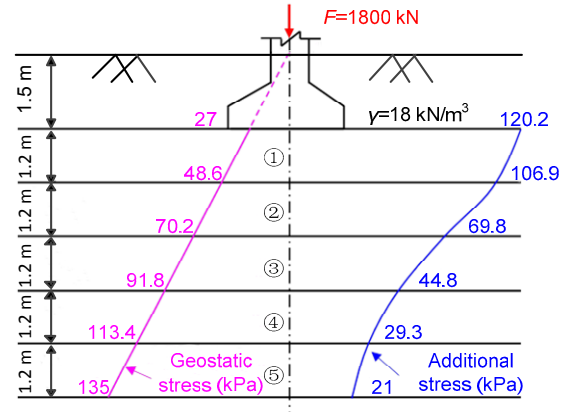 F=1800 kN
1.5 m
27
γ=18 kN/m³
120.2
1.2 m
①
48.6
106.9
1.2 m
②
70.2
69.8
1.2 m
③
91.8
44.8
1.2 m
④
113.4
29.3
1.2 m
Geostatic
stress (kPa)
⑤
Additional
stress (kPa)
135
21